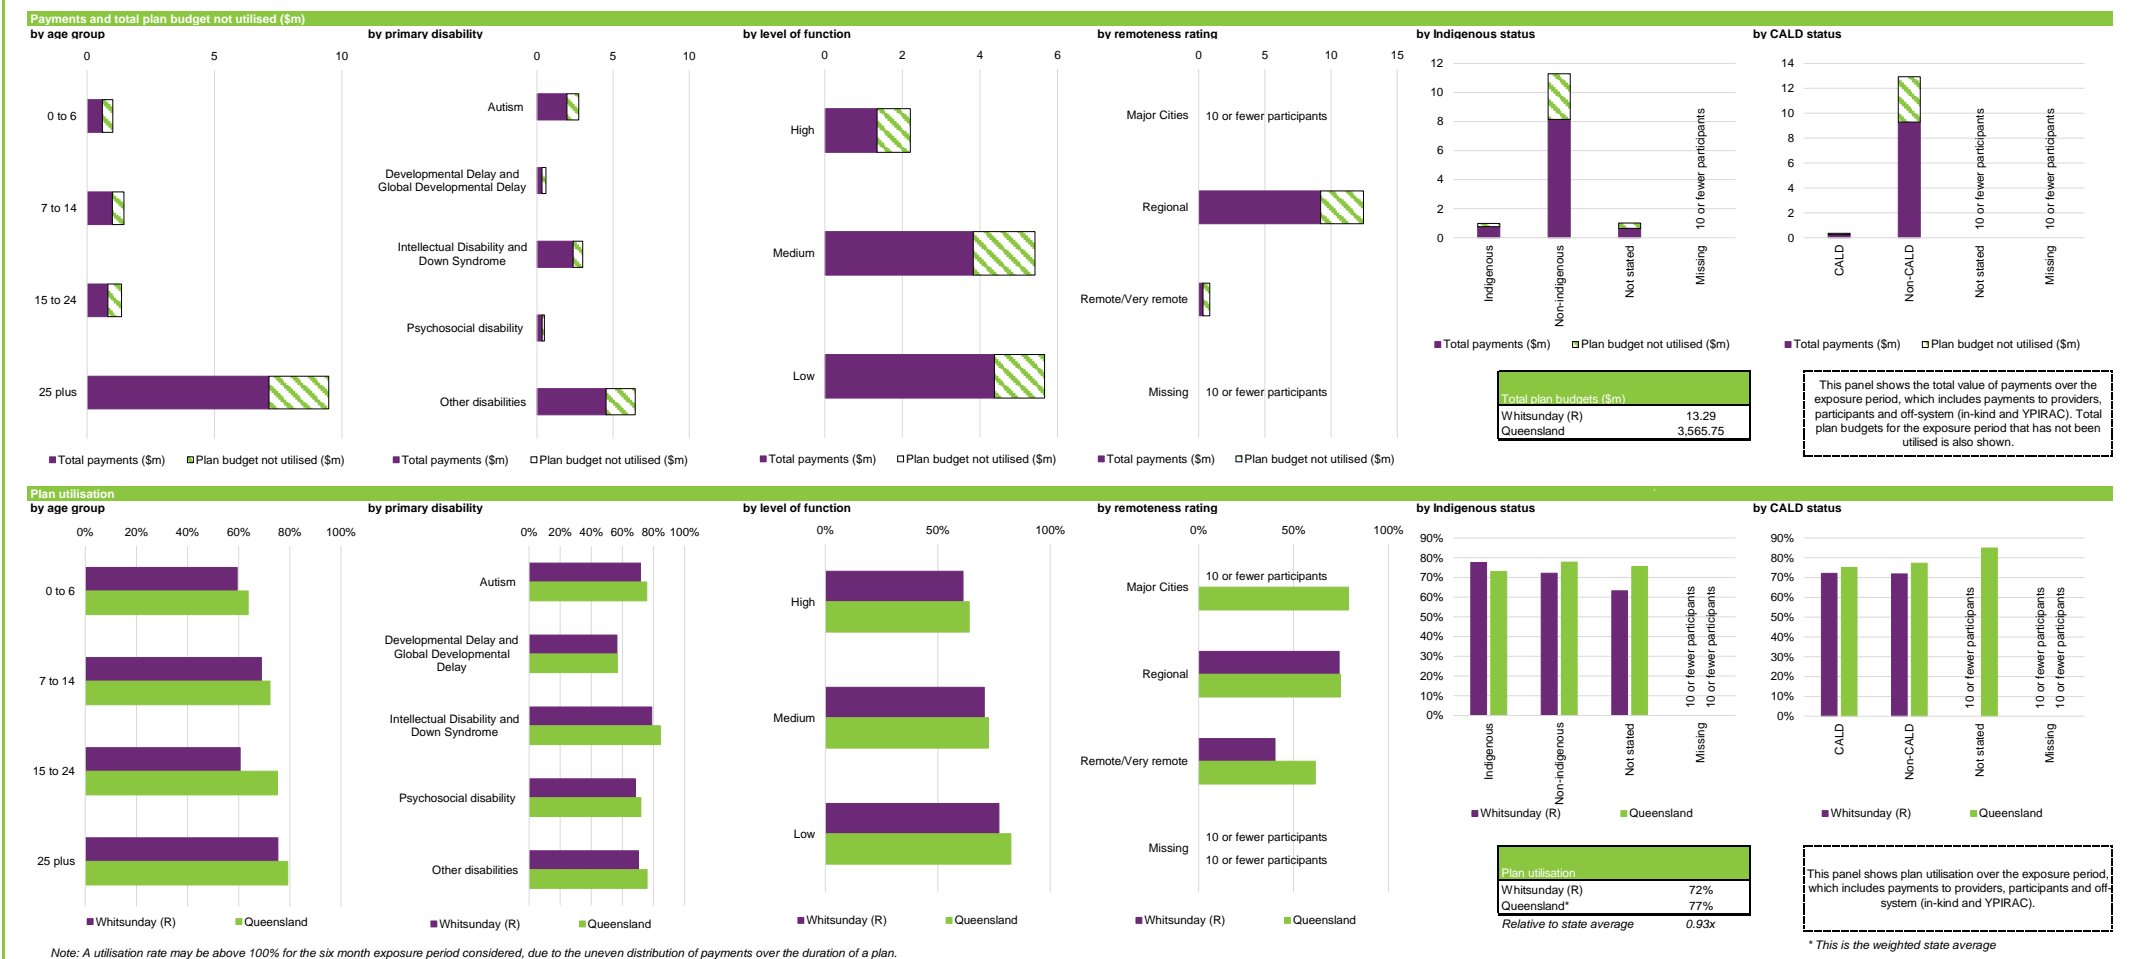 Payments and total plan budget not utilised ($m)
by age group
0 5 10
0 to 6
7 to 14
15 to 24
25 plus
Total payments ($m) Plan budget not utilised ($m)
by primary disability
0 5 10
Autism
Developmental Delay and
Global Developmental Delay
Intellectual Disability and
Down Syndrome
Psychosocial disability
Other disabilities
Total payments ($m) Plan budget not utilised ($m)
by level of function
0 2 4 6
High
Medium
Low
Total payments ($m) Plan budget not utilised ($m)
by remoteness rating
0 5 10 15
Major Cities 10 or fewer participants
Regional
Remote/Very remote
Missing 10 or fewer participants
Total payments ($m) Plan budget not utilised ($m)
by Indigenous status
12
10
8
6
4
2
0
10 or fewer participants
Indigenous
Non-indigenous
Not stated
Missing
Total payments ($m) Plan budget not utilised ($m)
by CALD status
14
12
10
8
6
4
2
0
10 or fewer participants
10 or fewer participants
CALD
Non-CALD
Not stated
Missing
Total payments ($m) Plan budget not utilised ($m)
Total plan budgets ($m)
Whitsunday (R) 13.29
Queensland 3,565.75
This panel shows the total value of payments over the
exposure period, which includes payments to providers,
participants and off-system (in-kind and YPIRAC). Total
plan budgets for the exposure period that has not been
utilised is also shown.
Plan utilisation
by age group
0% 20% 40% 60% 80% 100%
0 to 6
7 to 14
15 to 24
25 plus
Whitsunday (R) Queensland
by primary disability
0% 20% 40% 60% 80% 100%
Autism
Developmental Delay and
Global Developmental
Delay
Intellectual Disability and
Down Syndrome
Psychosocial disability
Other disabilities
Whitsunday (R) Queensland
by level of function
0% 50% 100%
High
Medium
Low
Whitsunday (R) Queensland
by remoteness rating
0% 50% 100%
10 or fewer participants
Major Cities
Regional
Remote/Very remote
10 or fewer participants
Missing
10 or fewer participants
Whitsunday (R) Queensland
by Indigenous status
90%
80%
70%
60%
50%
40%
30%
20%
10%
0%
10 or fewer participants
10 or fewer participants
Indigenous
Non-indigenous
Not stated
Missing
Whitsunday (R) Queensland
by CALD status
90%
80%
70%
60%
50%
40%
30%
20%
10%
0%
10 or fewer participants
10 or fewer participants
10 or fewer participants
CALD
Non-CALD
Not stated
Missing
Whitsunday (R) Queensland
Plan utilisation
Whitsunday (R) 72%
Queensland* 77%
Relative to state average 0.93x
This panel shows plan utilisation over the exposure period,
which includes payments to providers, participants and off-
system (in-kind and YPIRAC).
* This is the weighted state average
Note: A utilisation rate may be above 100% for the six month exposure period considered, due to the uneven distribution of payments over the duration of a plan.